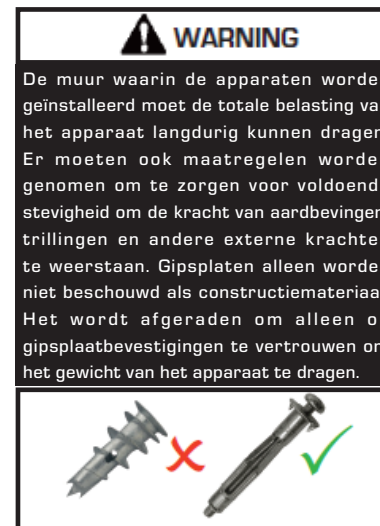 WARNING
De muur waarin de apparaten worde
geïnstalleerd moet de totale belasting va
het apparaat langdurig kunnen dragen
Er moeten ook maatregelen worde
genomen om te zorgen voor voldoend
stevigheid om de kracht van aardbevingen
trillingen en andere externe krachte
te weerstaan. Gipsplaten alleen worde
niet beschouwd als constructiemateriaa
Het wordt afgeraden om alleen o
gipsplaatbevestigingen te vertrouwen om
het gewicht van het apparaat te dragen.